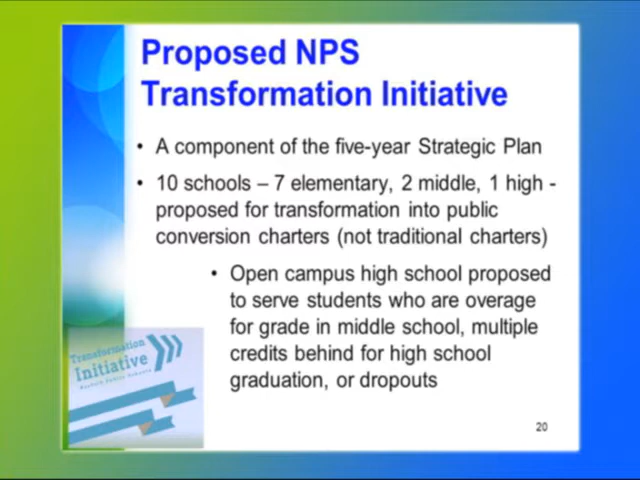 Proposed NPS
Transformation Initiative
• A component of the five-year Strategic Plan
• 10 schools – 7 elementary, 2 middle, 1 high -
proposed for transformation into public
conversion charters (not traditional charters)
• Open campus high school proposed
to serve students who are overage
for grade in middle school, multiple
credits behind for high school
graduation, or dropouts
Transformation
Initiative
Norfolk Public Schools
20